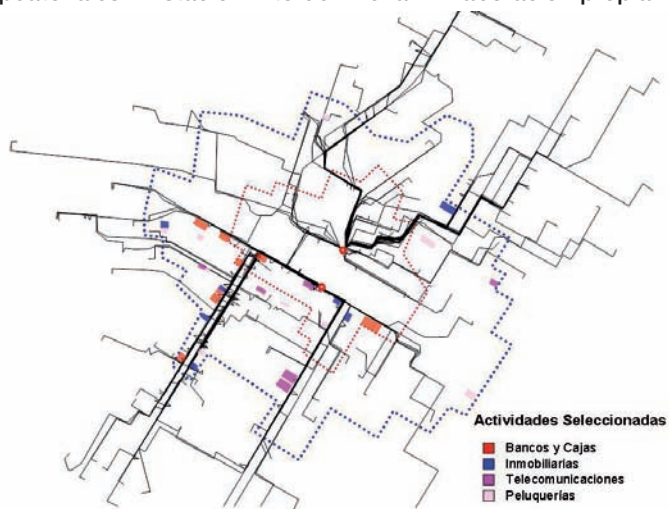 Actividades Seleccionadas
Bancos y Cajas
Inmobiliarias
Telecomunicaciones
Peluquerías